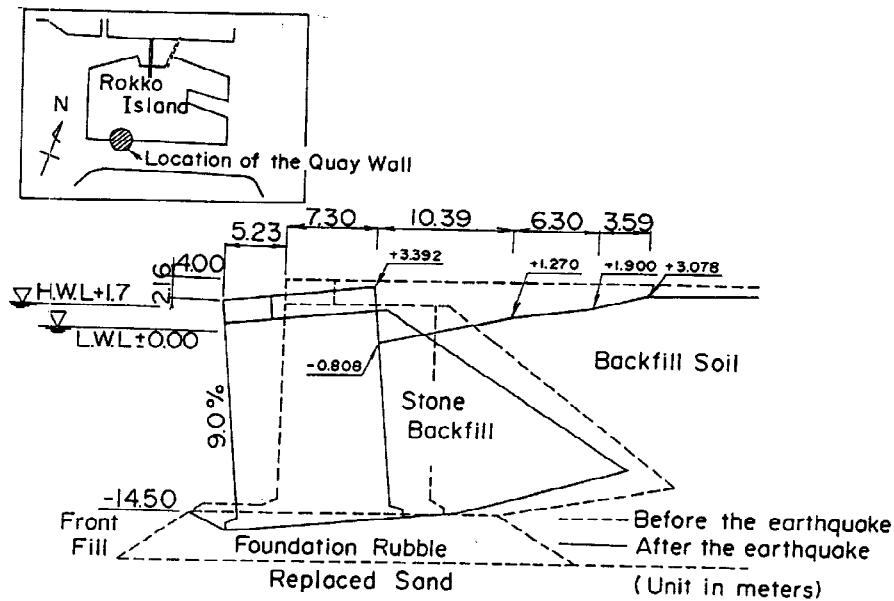 Rokko
Island
N
Location of the Quay Wall
5.23
7.30
10.39
6.30
3.59
4.00
2.16
+3.392
+1.270
+1.900
+3.078
H.W.L+1.7
L.W.L±0.00
-0.808
Backfill Soil
9.0%
Stone
Backfill
-14.50
Front
Fill
Foundation Rubble
Replaced Sand
Before the earthquake
After the earthquake
(Unit in meters)